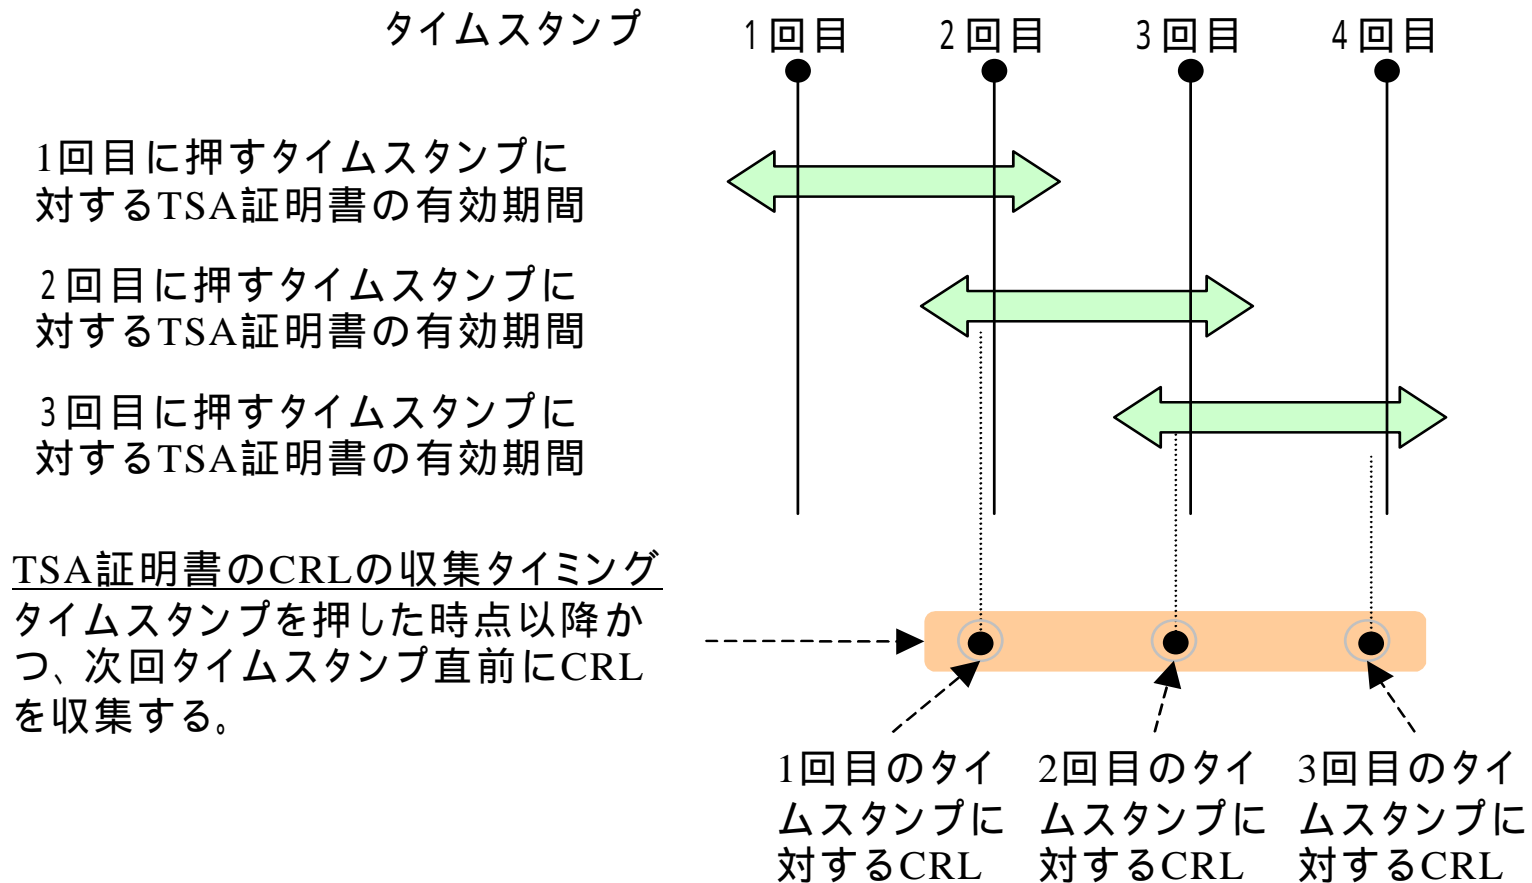 タイムスタンプ
1回目
2回目
3回目
4回目
1回目に押すタイムスタンプに
対するTSA証明書の有効期間
2回目に押すタイムスタンプに
対するTSA証明書の有効期間
3回目に押すタイムスタンプに
対するTSA証明書の有効期間
TSA証明書のCRLの収集タイミング
タイムスタンプを押した時点以降か
つ、次回タイムスタンプ直前にCRL
を収集する。
1回目のタイ
ムスタンプに
対するCRL
2回目のタイ
ムスタンプに
対するCRL
3回目のタイ
ムスタンプに
対するCRL